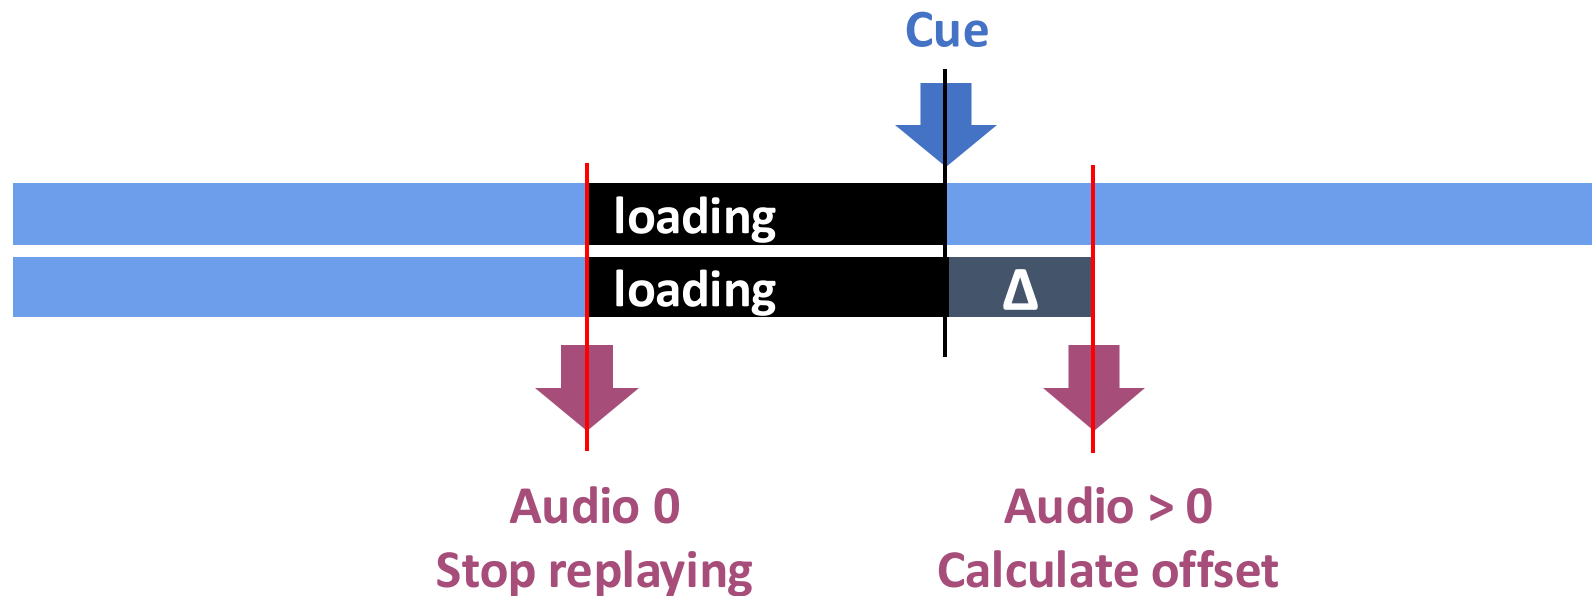 Cue
loading
loading
Δ
Audio 0
Stop replaying
Audio > 0
Calculate offset